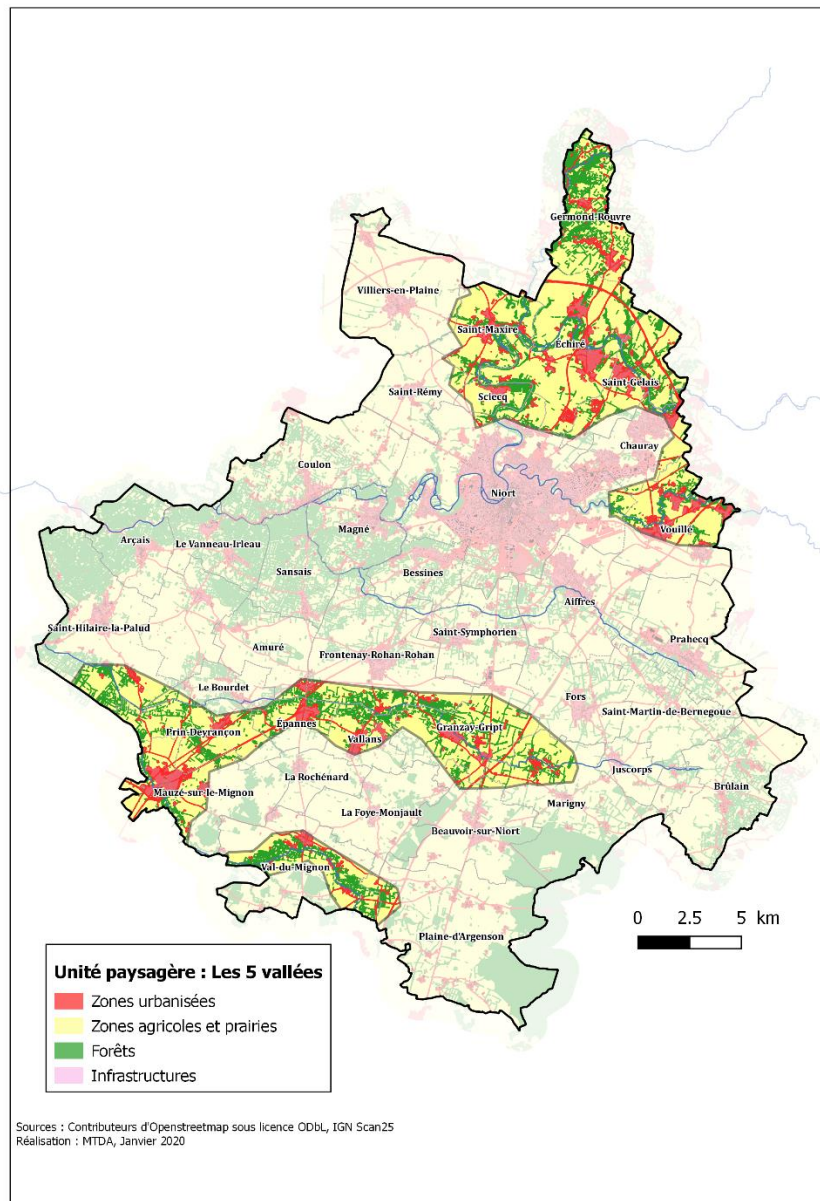 Germond-Rouvre
Villiers-en-Plaine
Saint-Maxire
Échiré
Saint-Gelais
Saint-Rémy
Sciecq
Chauray
Coulon
Niort
Magné
Vouillé
Arçais
Le Vanneau-Irleau
Sansais
Bessines
Aiffres
Saint-Hilaire-la-Palud
Saint-Symphorien
Prahecq
Amuré
Frontenay-Rohan-Rohan
Le Bourdet
Fors
Saint-Martin-de-Bernegoue
Prin-Deyrançon
Épannes
Vallans
Granzay-Gript
Juscorps
La Rochénard
Mauzé-sur-le-Mignon
Brûlain
La Foye-Monjault
Marigny
Beauvoir-sur-Niort
Val-du-Mignon
Plaine-d'Argenson
0 2.5 5 km
Unité paysagère : Les 5 vallées
Zones urbanisées
Zones agricoles et prairies
Forêts
Infrastructures
Sources : Contributeurs d'Openstreetmap sous licence ODbL, IGN Scan25
Réalisation : MTDA, Janvier 2020